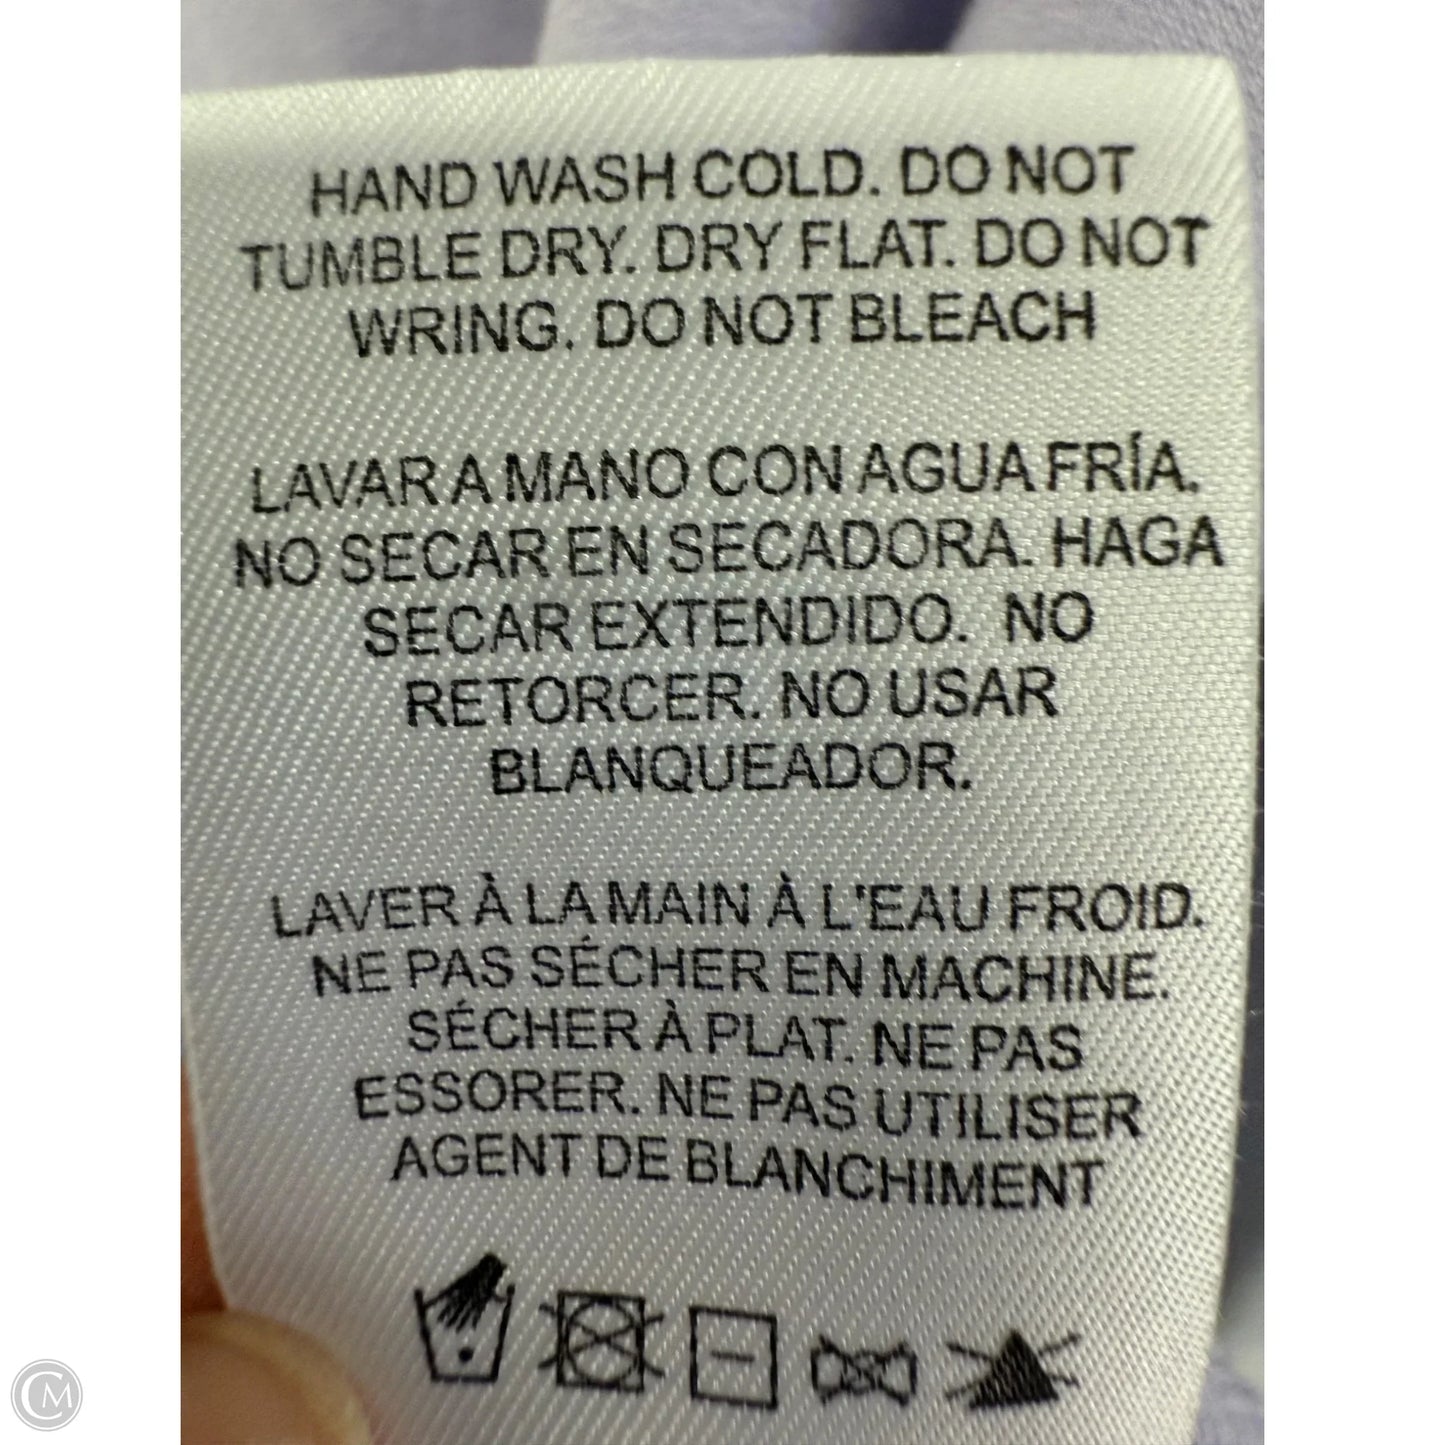 HAND WASH COLD. DO NOT
TUMBLE DRY. DRY FLAT. DO NOT
WRING. DO NOT BLEACH
LAVAR A MANO CON AGUA FRÍA.
NO SECAR EN SECADORA. HAGA
SECAR EXTENDIDO. NO
RETORCER. NO USAR
BLANQUEADOR.
LAVER À LA MAIN À L'EAU FROID.
NE PAS SÉCHER EN MACHINE.
SÉCHER À PLAT. NE PAS
ESSORER. NE PAS UTILISER
AGENT DE BLANCHIMENT
CM